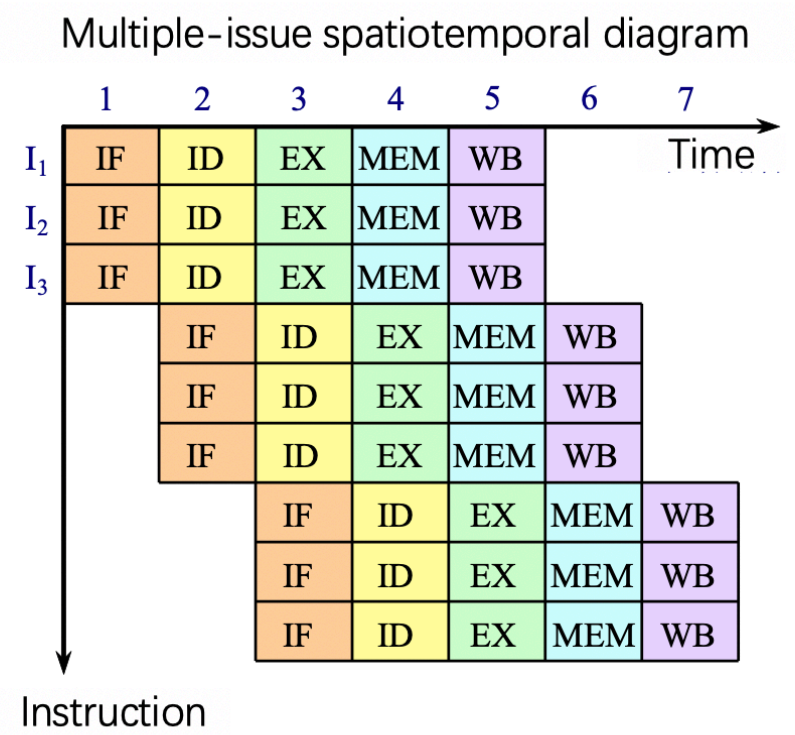 Multiple-issue spatiotemporal diagram
1 2 3 4 5 6 7
Time
I₁ IF ID EX MEM WB
I₂ IF ID EX MEM WB
I₃ IF ID EX MEM WB
IF ID EX MEM WB
IF ID EX MEM WB
IF ID EX MEM WB
IF ID EX MEM WB
IF ID EX MEM WB
IF ID EX MEM WB
Instruction